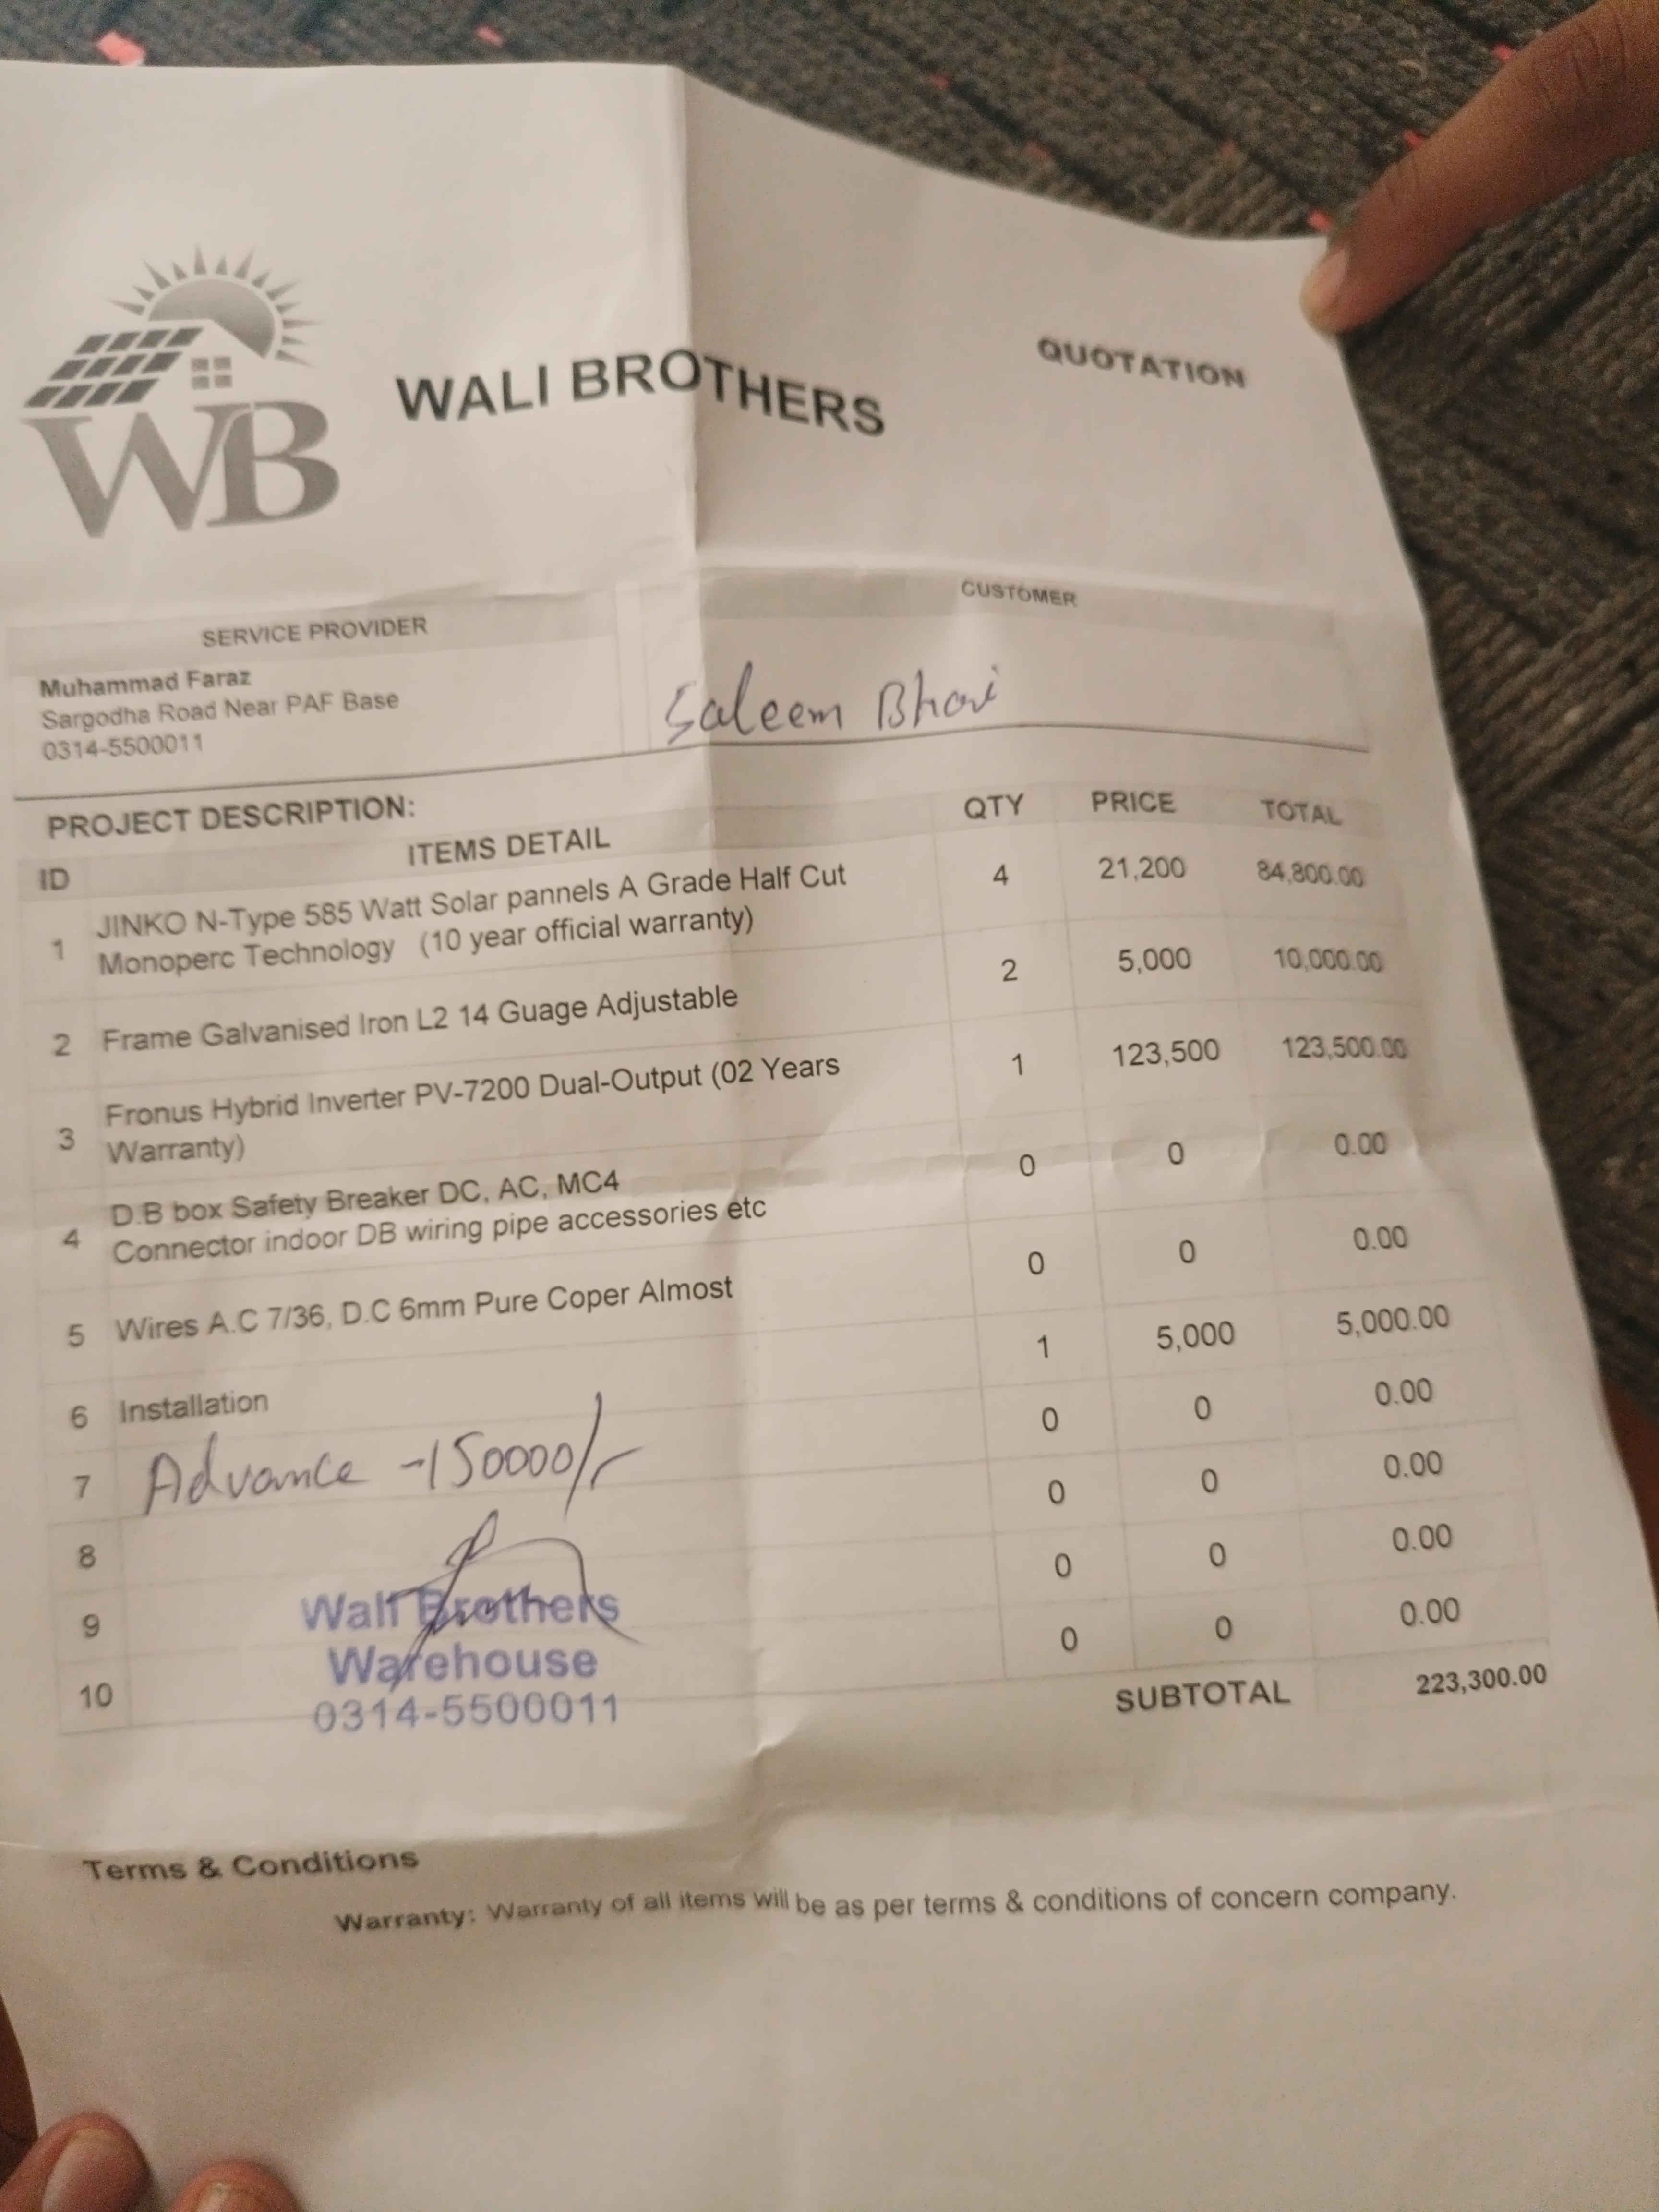 WB
WALI BROTHERS
QUOTATION
SERVICE PROVIDER
Muhammad Faraz
Sargodha Road Near PAF Base
0314-5500011
CUSTOMER
Saleem Bhai
PROJECT DESCRIPTION:
ID ITEMS DETAIL QTY PRICE TOTAL
1 JINKO N-Type 585 Watt Solar pannels A Grade Half Cut 4 21,200 84,800.00
Monoperc Technology (10 year official warranty)
2 Frame Galvanised Iron L2 14 Guage Adjustable 2 5,000 10,000.00
3 Fronus Hybrid Inverter PV-7200 Dual-Output (02 Years 1 123,500 123,500.00
Warranty)
4 D.B box Safety Breaker DC, AC, MC4 0 0 0.00
Connector indoor DB wiring pipe accessories etc
5 Wires A.C 7/36, D.C 6mm Pure Coper Almost 0 0 0.00
6 Installation 1 5,000 5,000.00
7 Advance -150000/- 0 0 0.00
8 0 0 0.00
9 0 0 0.00
10 0 0 0.00
Wali Brothers
Warehouse
0314-5500011
SUBTOTAL 223,300.00
Terms & Conditions
Warranty: Warranty of all items will be as per terms & conditions of concern company.